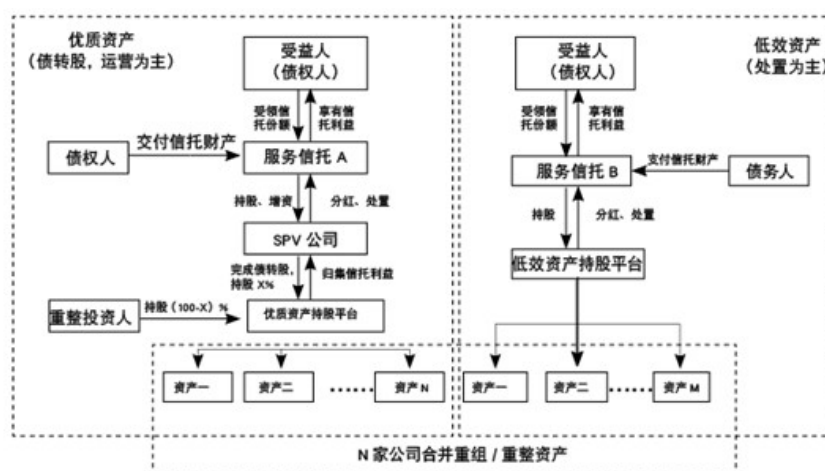 优质资产
（债转股，运营为主）
受益人
（债权人）
受领信
托份额
享有信
托利益
债权人
交付信托财产
服务信托 A
持股、增资
分红、处置
SPV 公司
完成债转股，
持股 X%
归集信托利益
重整投资人
持股（100-X）%
优质资产持股平台
资产一
资产二
……
资产 N
低效资产
（处置为主）
受益人
（债权人）
受领信
托份额
享有信
托利益
服务信托 B
支付信托财产
债务人
持股
分红、处置
低效资产持股平台
资产一
资产二
……
资产 M
N 家公司合并重组 / 重整资产